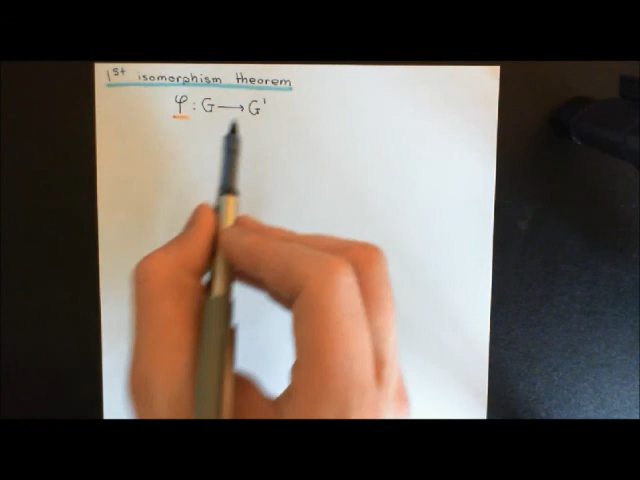 1st isomorphism theorem
φ : G ⟶ G'